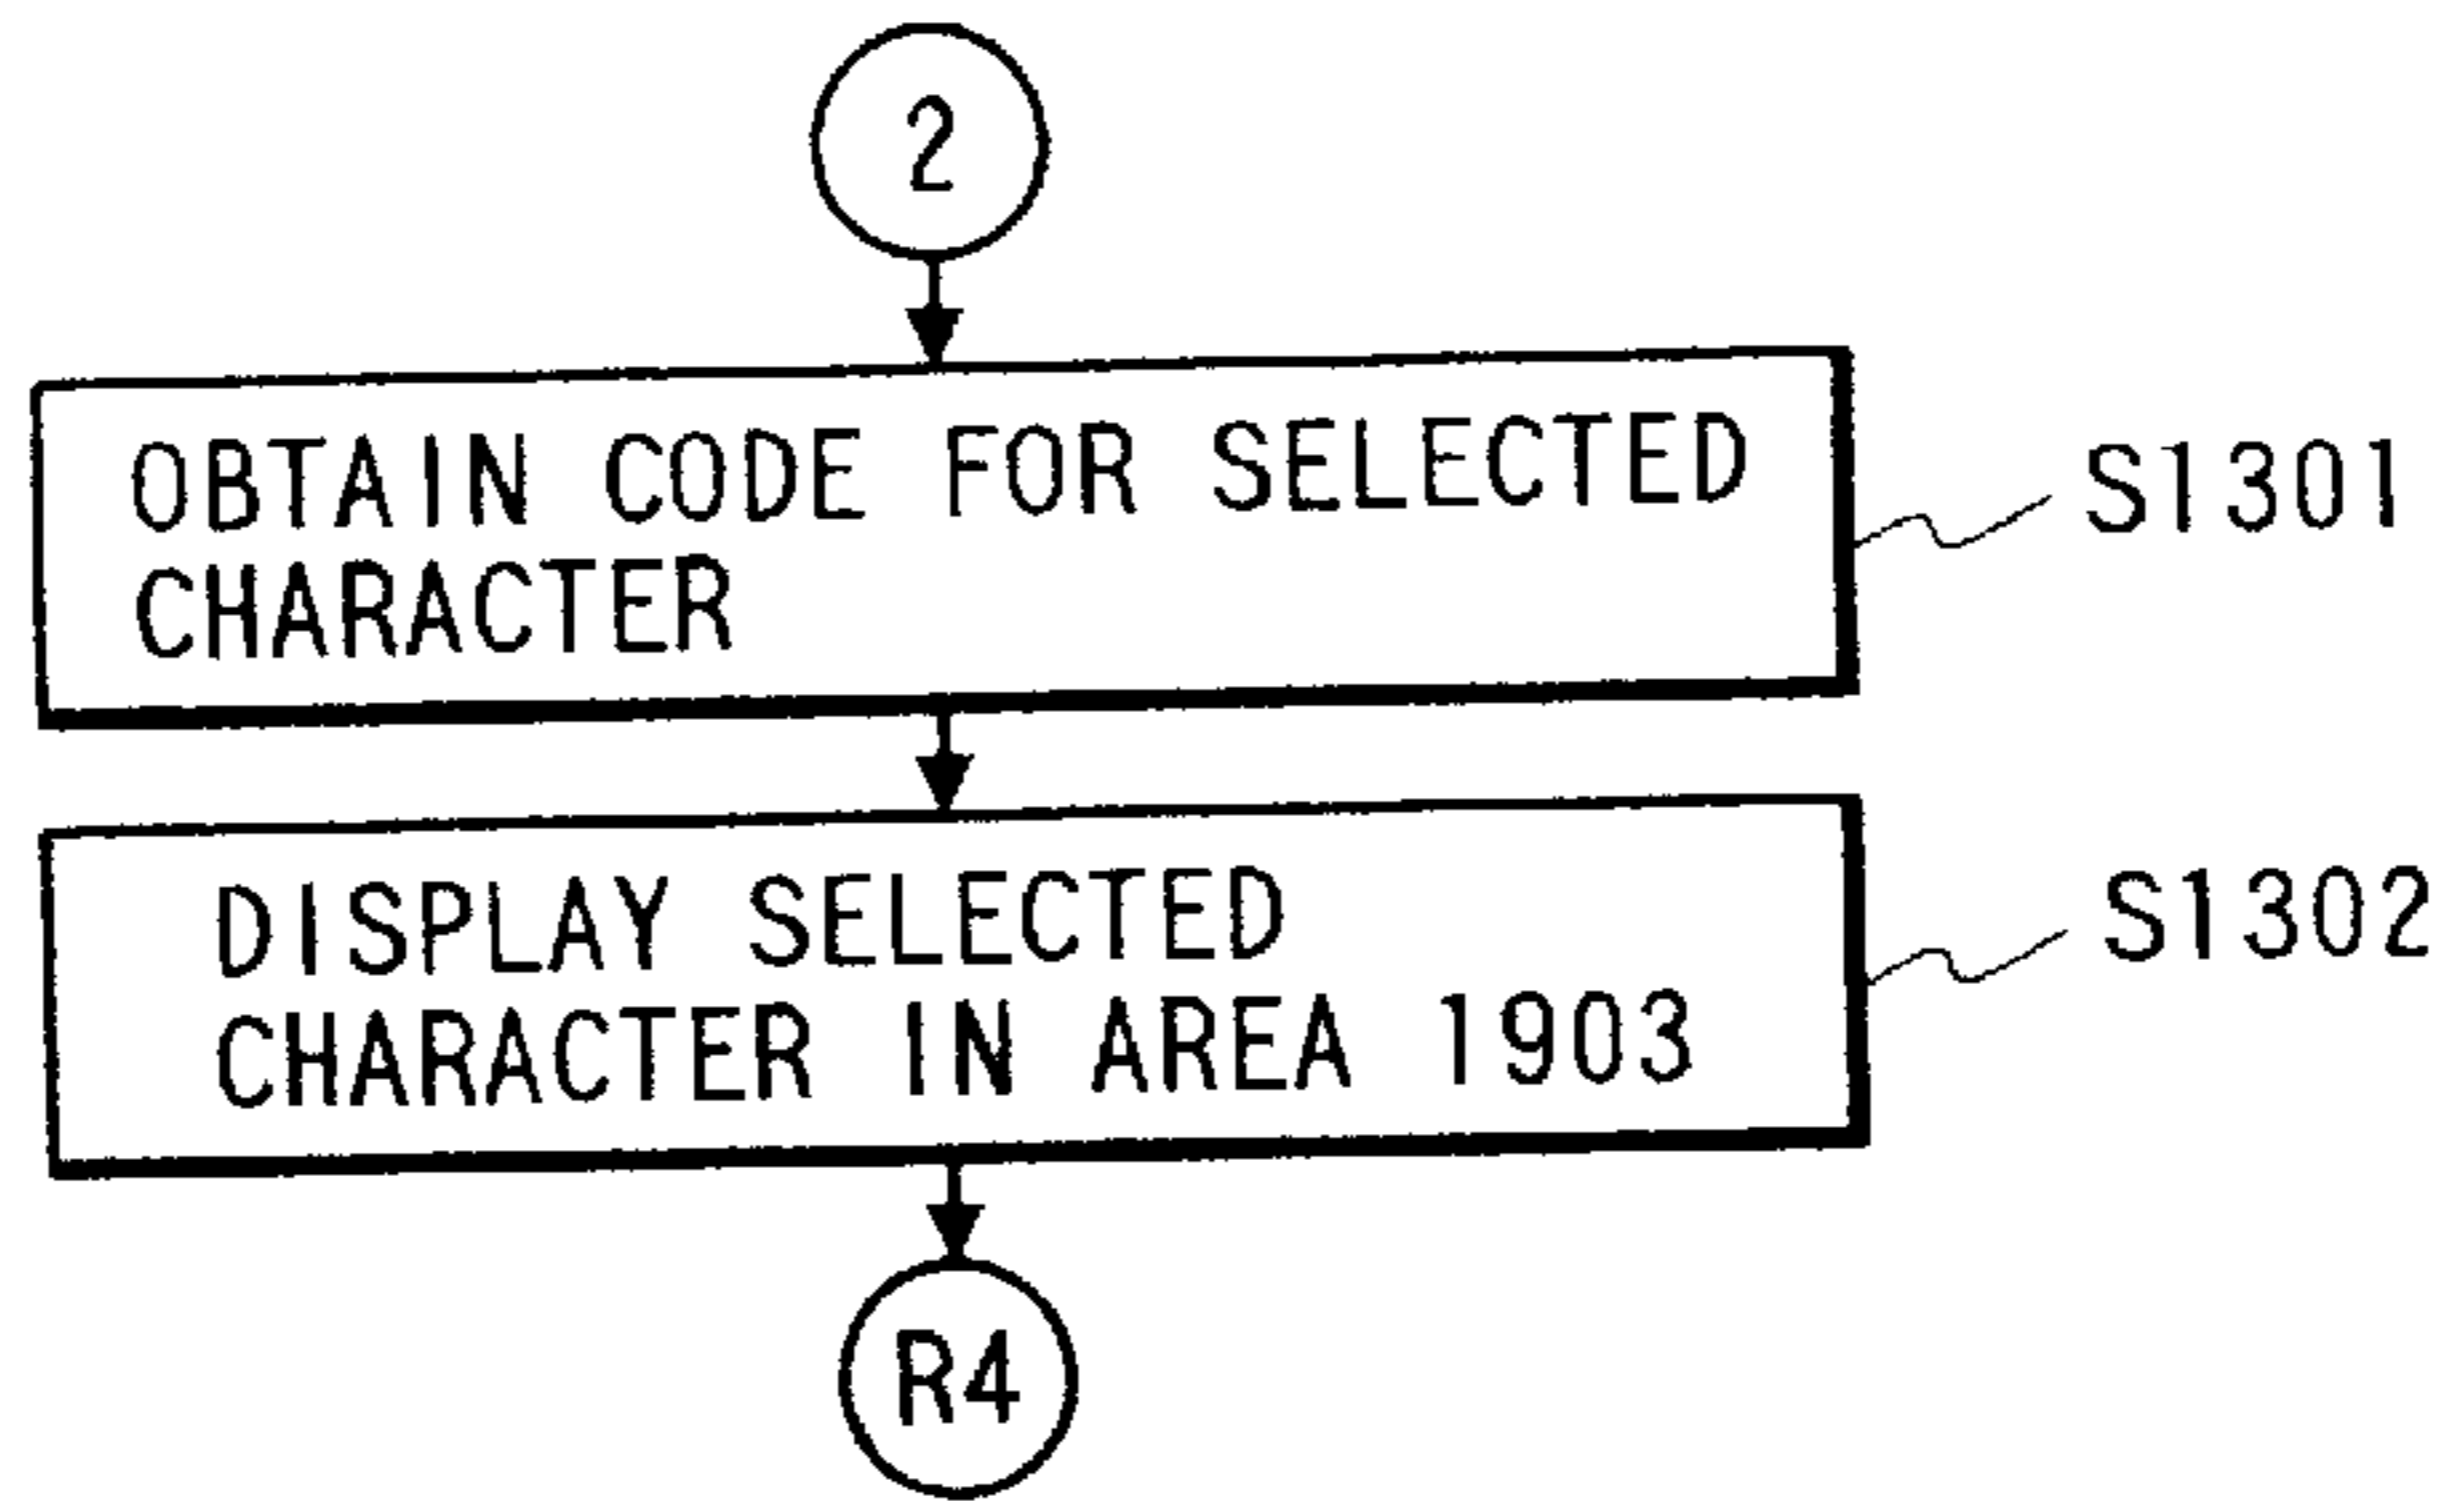 2
OBTAIN CODE FOR SELECTED
CHARACTER
S1301
DISPLAY SELECTED
CHARACTER IN AREA 1903
S1302
R4